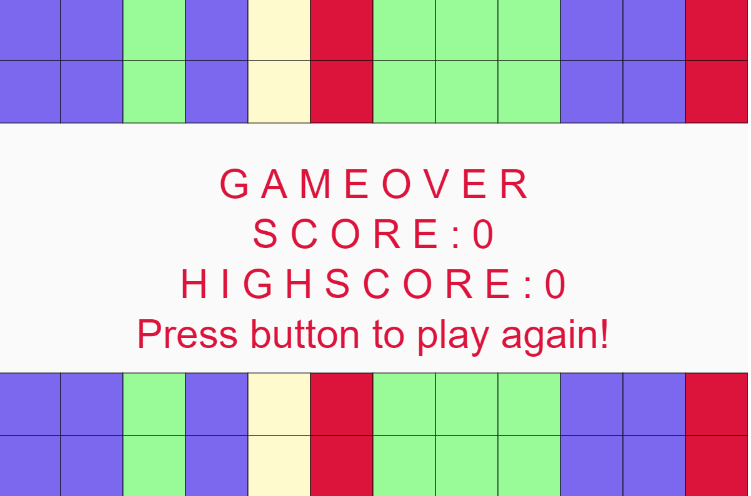 G A M E O V E R
S C O R E : 0
H I G H S C O R E : 0
Press button to play again!